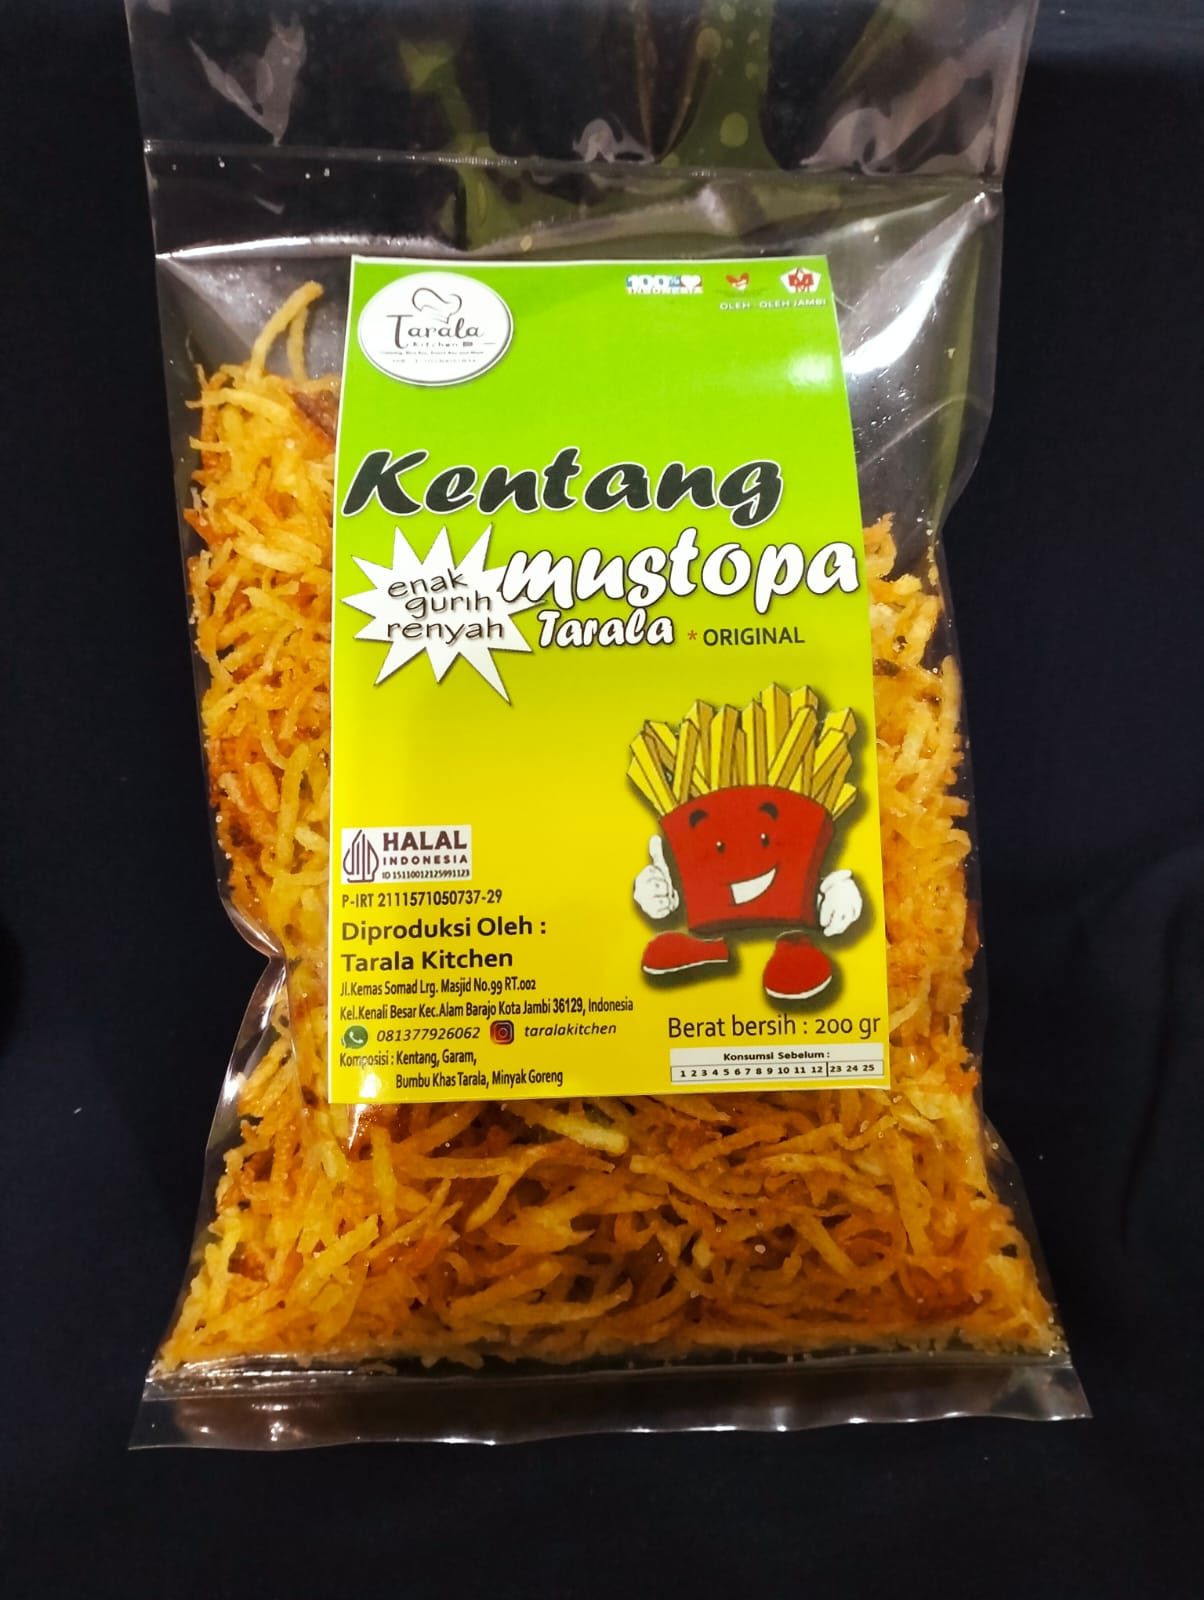 Tarala
Kitchen
100%
INDONESIA
OLEH - OLEH JAMBI
Kentang
mustopa
Tarala * ORIGINAL
enak
gurih
renyah
HALAL
INDONESIA
ID 15110012125991123
P-IRT 2111571050737-29
Diproduksi Oleh :
Tarala Kitchen
Jl.Kemas Somad Lrg. Masjid No.99 RT.002
Kel.Kenali Besar Kec.Alam Barajo Kota Jambi 36129, Indonesia
081377926062 taralakitchen
Komposisi : Kentang, Garam,
Bumbu Khas Tarala, Minyak Goreng
Berat bersih : 200 gr
Konsumsi Sebelum :
1 2 3 4 5 6 7 8 9 10 11 12 23 24 25